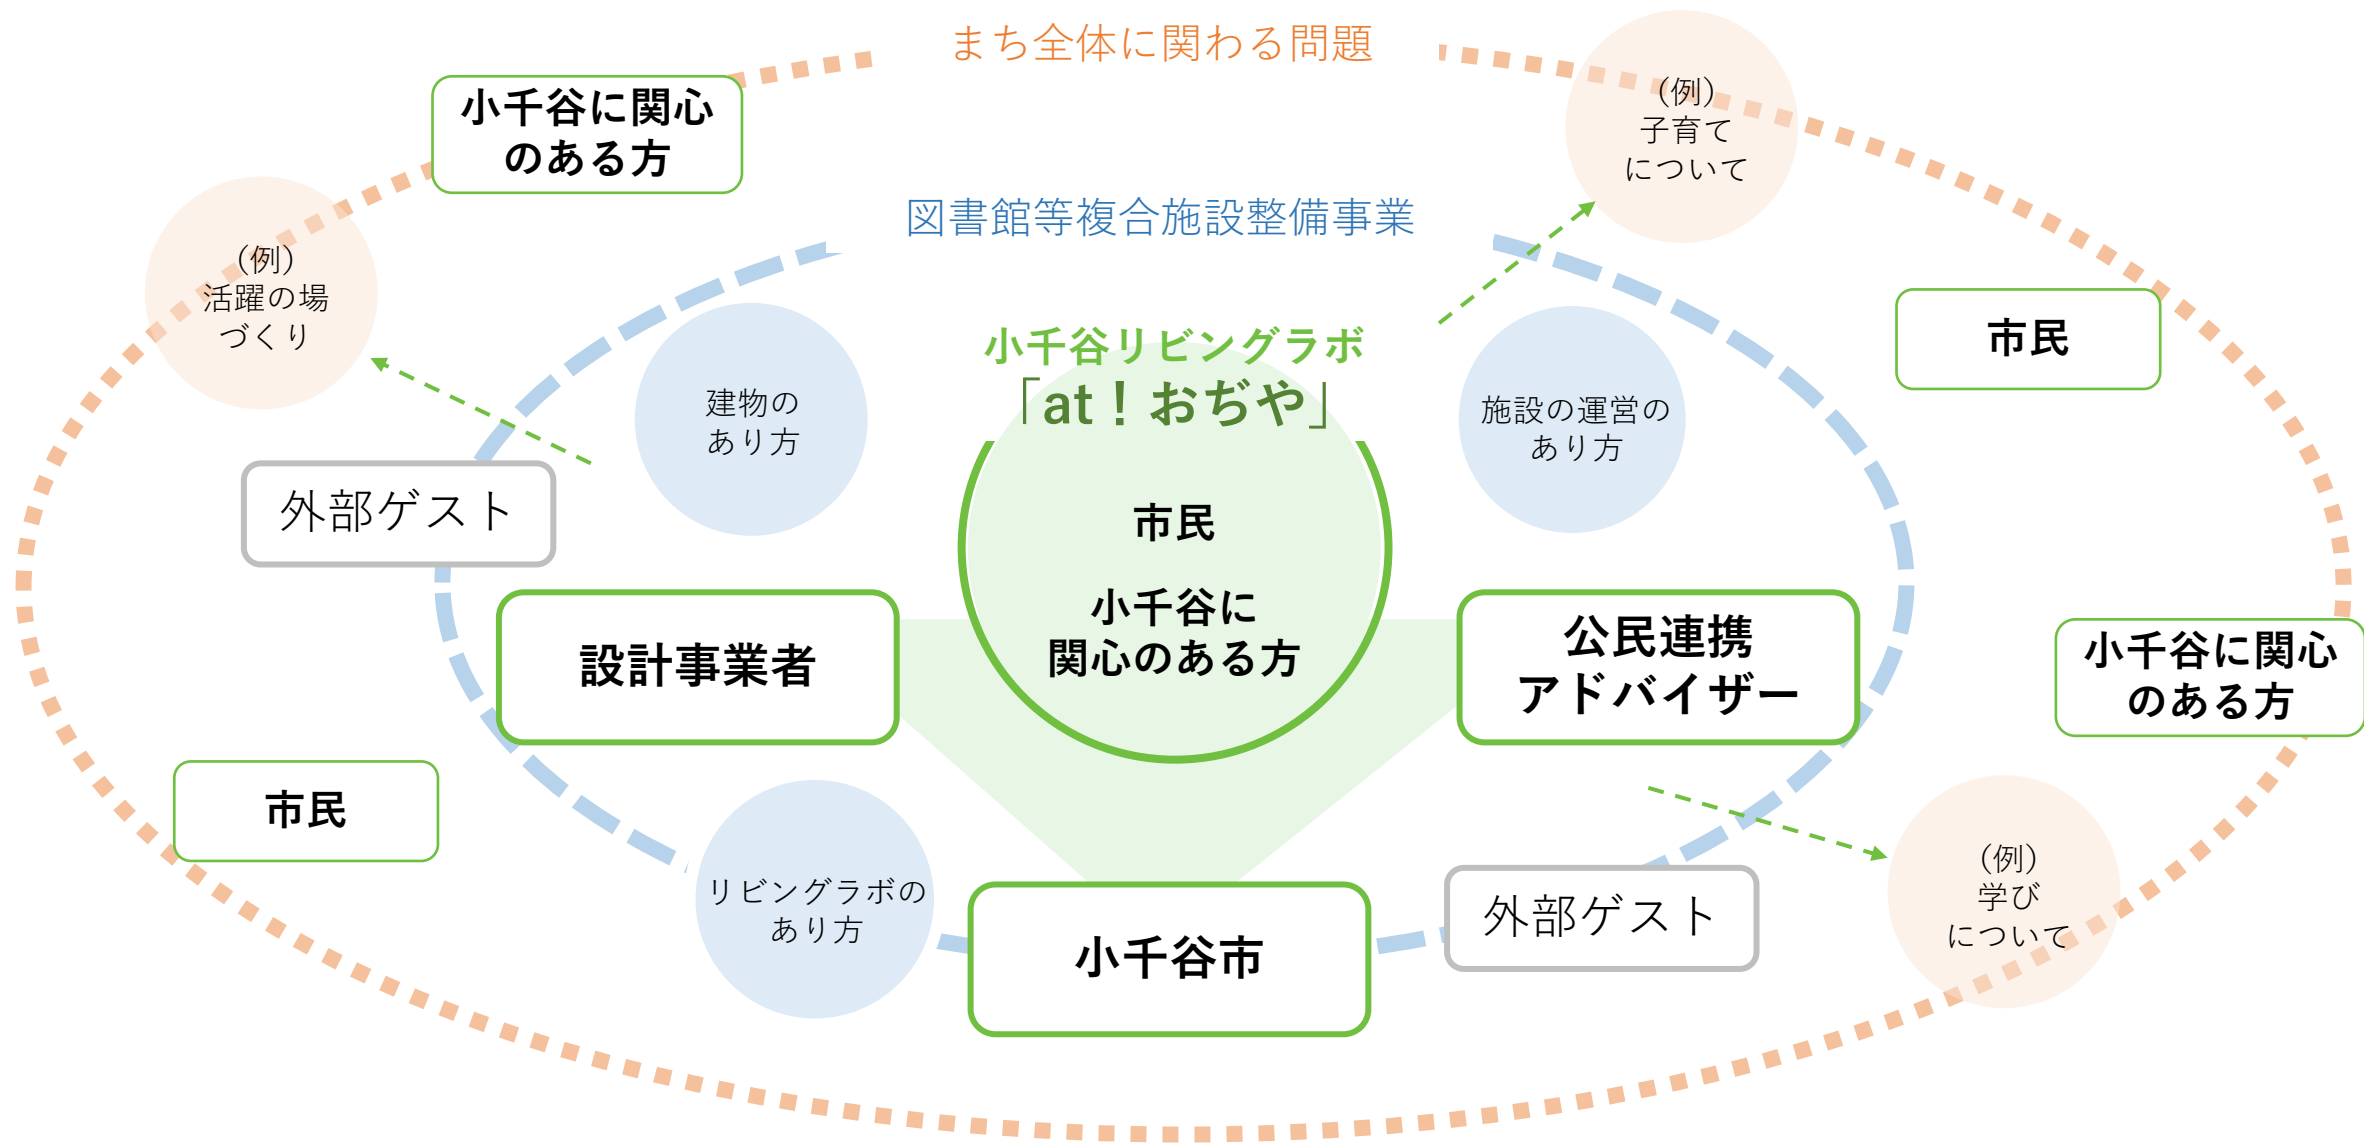 まち全体に関わる問題
小千谷に関心
のある方
(例)
子育て
について
図書館等複合施設整備事業
(例)
活躍の場
づくり
市民
小千谷リビングラボ
「at！おぢや」
建物の
あり方
施設の運営の
あり方
外部ゲスト
市民
小千谷に
関心のある方
設計事業者
公民連携
アドバイザー
小千谷に関心
のある方
市民
リビングラボの
あり方
小千谷市
外部ゲスト
(例)
学び
について